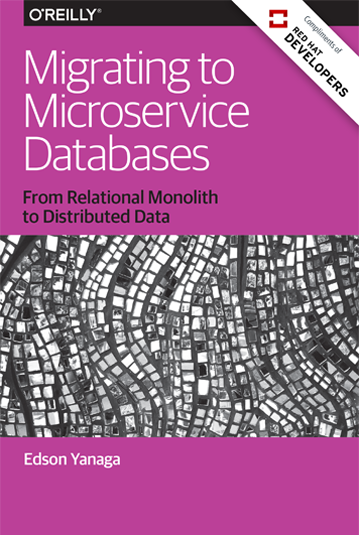 O'REILLY®
Compliments of
RED HAT
DEVELOPERS
Migrating to
Microservice
Databases
From Relational Monolith
to Distributed Data
Edson Yanaga